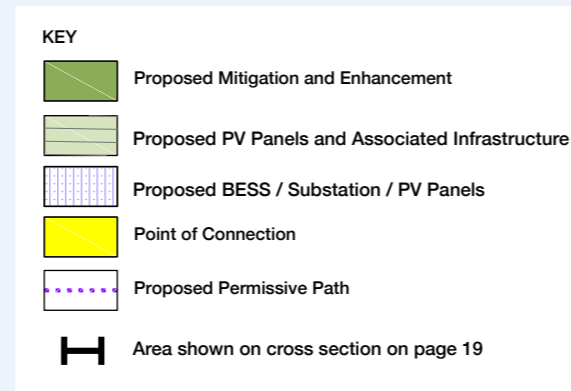 KEY
Proposed Mitigation and Enhancement
Proposed PV Panels and Associated Infrastructure
Proposed BESS / Substation / PV Panels
Point of Connection
Proposed Permissive Path
Area shown on cross section on page 19